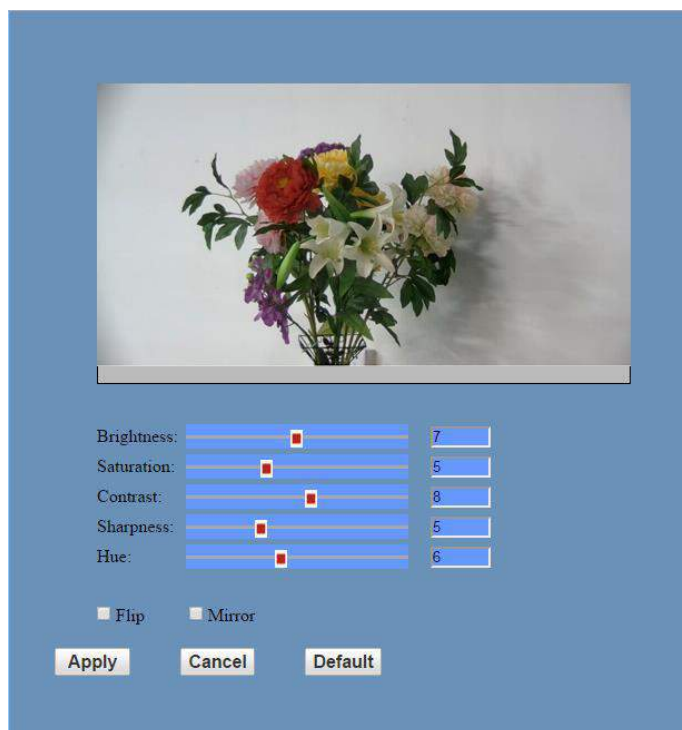 Brightness: 7
Saturation: 5
Contrast: 8
Sharpness: 5
Hue: 6
Flip Mirror
Apply Cancel Default